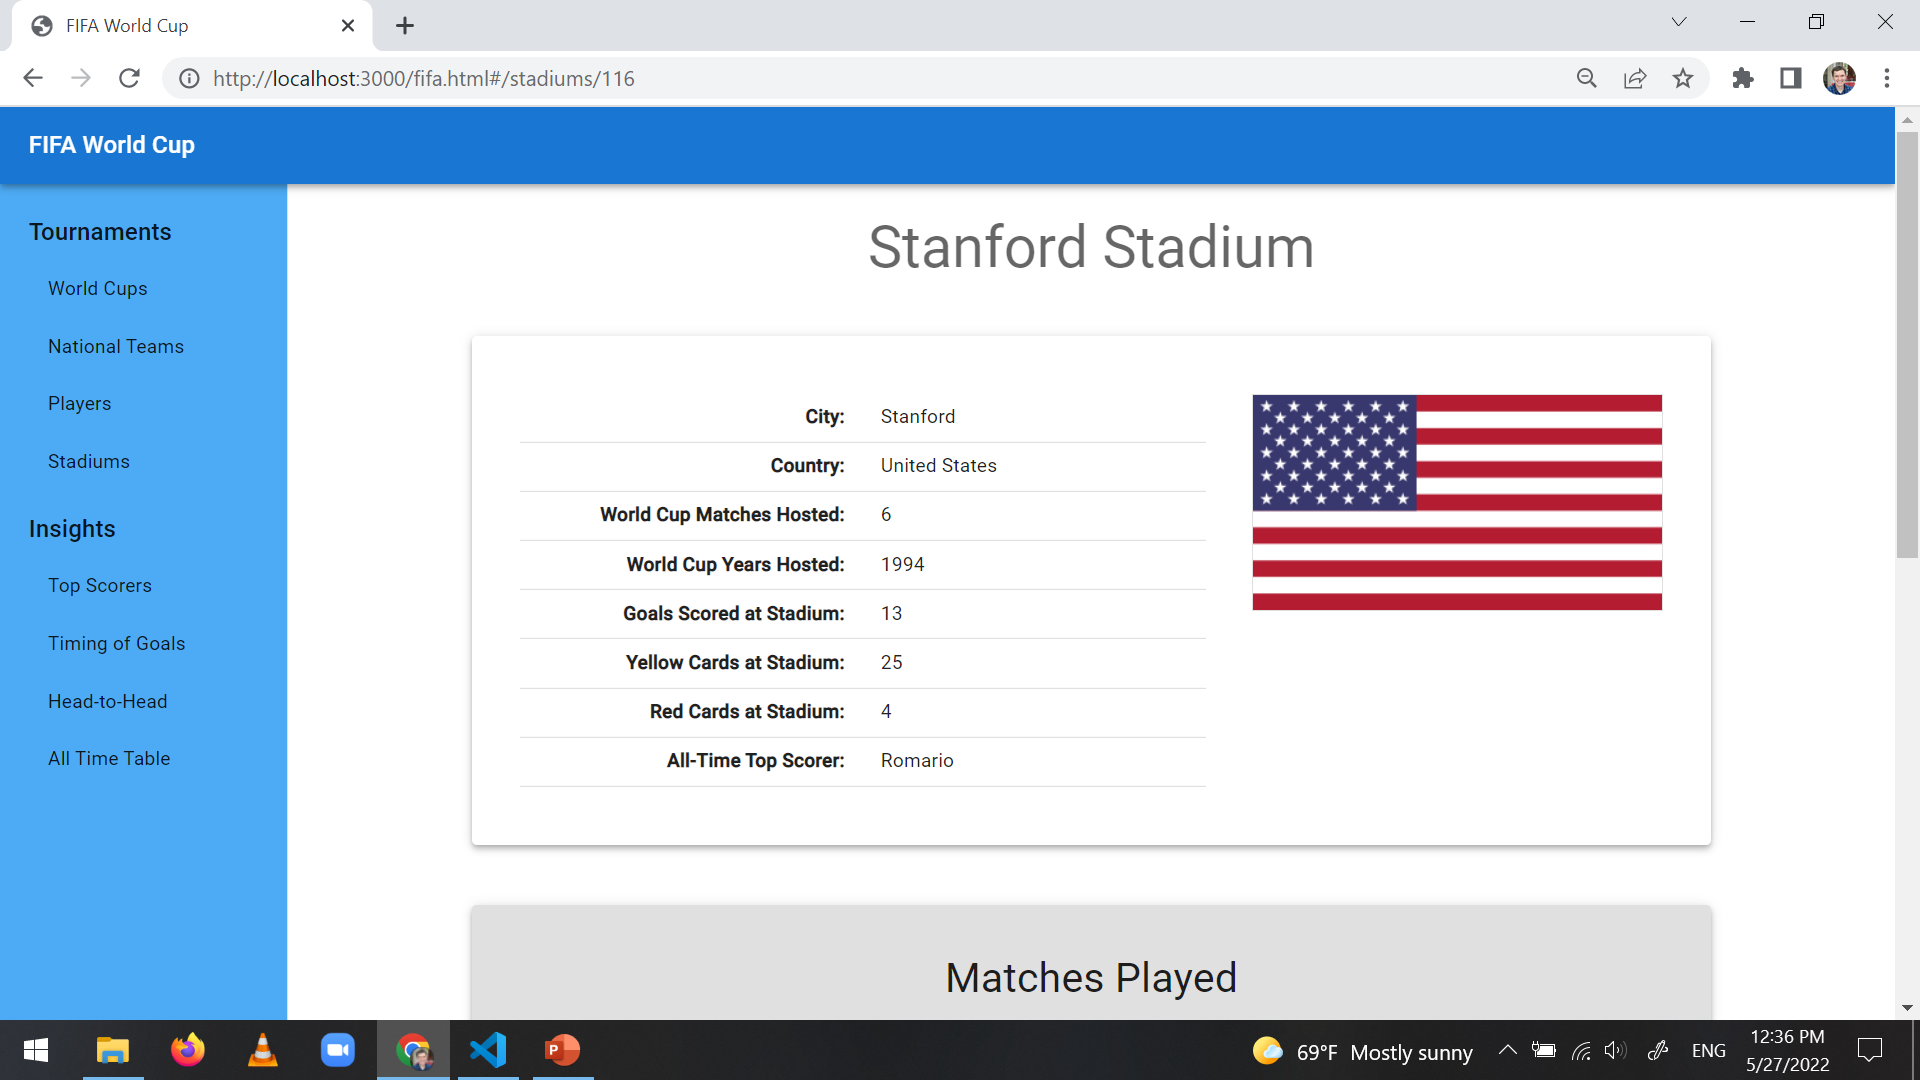 FIFA World Cup
http://localhost:3000/fifa.html#/stadiums/116
FIFA World Cup
Tournaments
World Cups
National Teams
Players
Stadiums
Insights
Top Scorers
Timing of Goals
Head-to-Head
All Time Table
Stanford Stadium
City: Stanford
Country: United States
World Cup Matches Hosted: 6
World Cup Years Hosted: 1994
Goals Scored at Stadium: 13
Yellow Cards at Stadium: 25
Red Cards at Stadium: 4
All-Time Top Scorer: Romario
Matches Played
P
69°F Mostly sunny
ENG
12:36 PM
5/27/2022